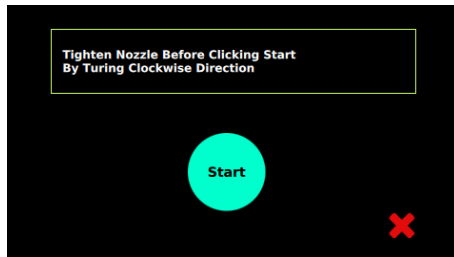 Tighten Nozzle Before Clicking Start
By Turing Clockwise Direction
Start